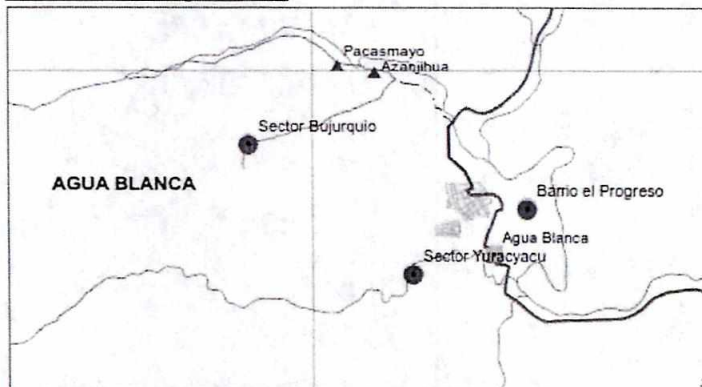 Pacasmayo
Azanjihua
Sector Bujurquio
AGUA BLANCA
Barrio el Progreso
Agua Blanca
Sector Yuracyacu